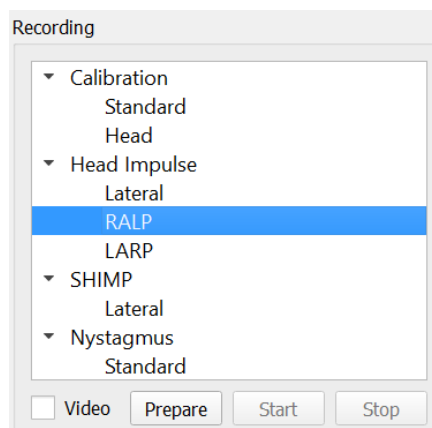 Recording
Calibration
Standard
Head
Head Impulse
Lateral
RALP
LARP
SHIMP
Lateral
Nystagmus
Standard
Video Prepare Start Stop